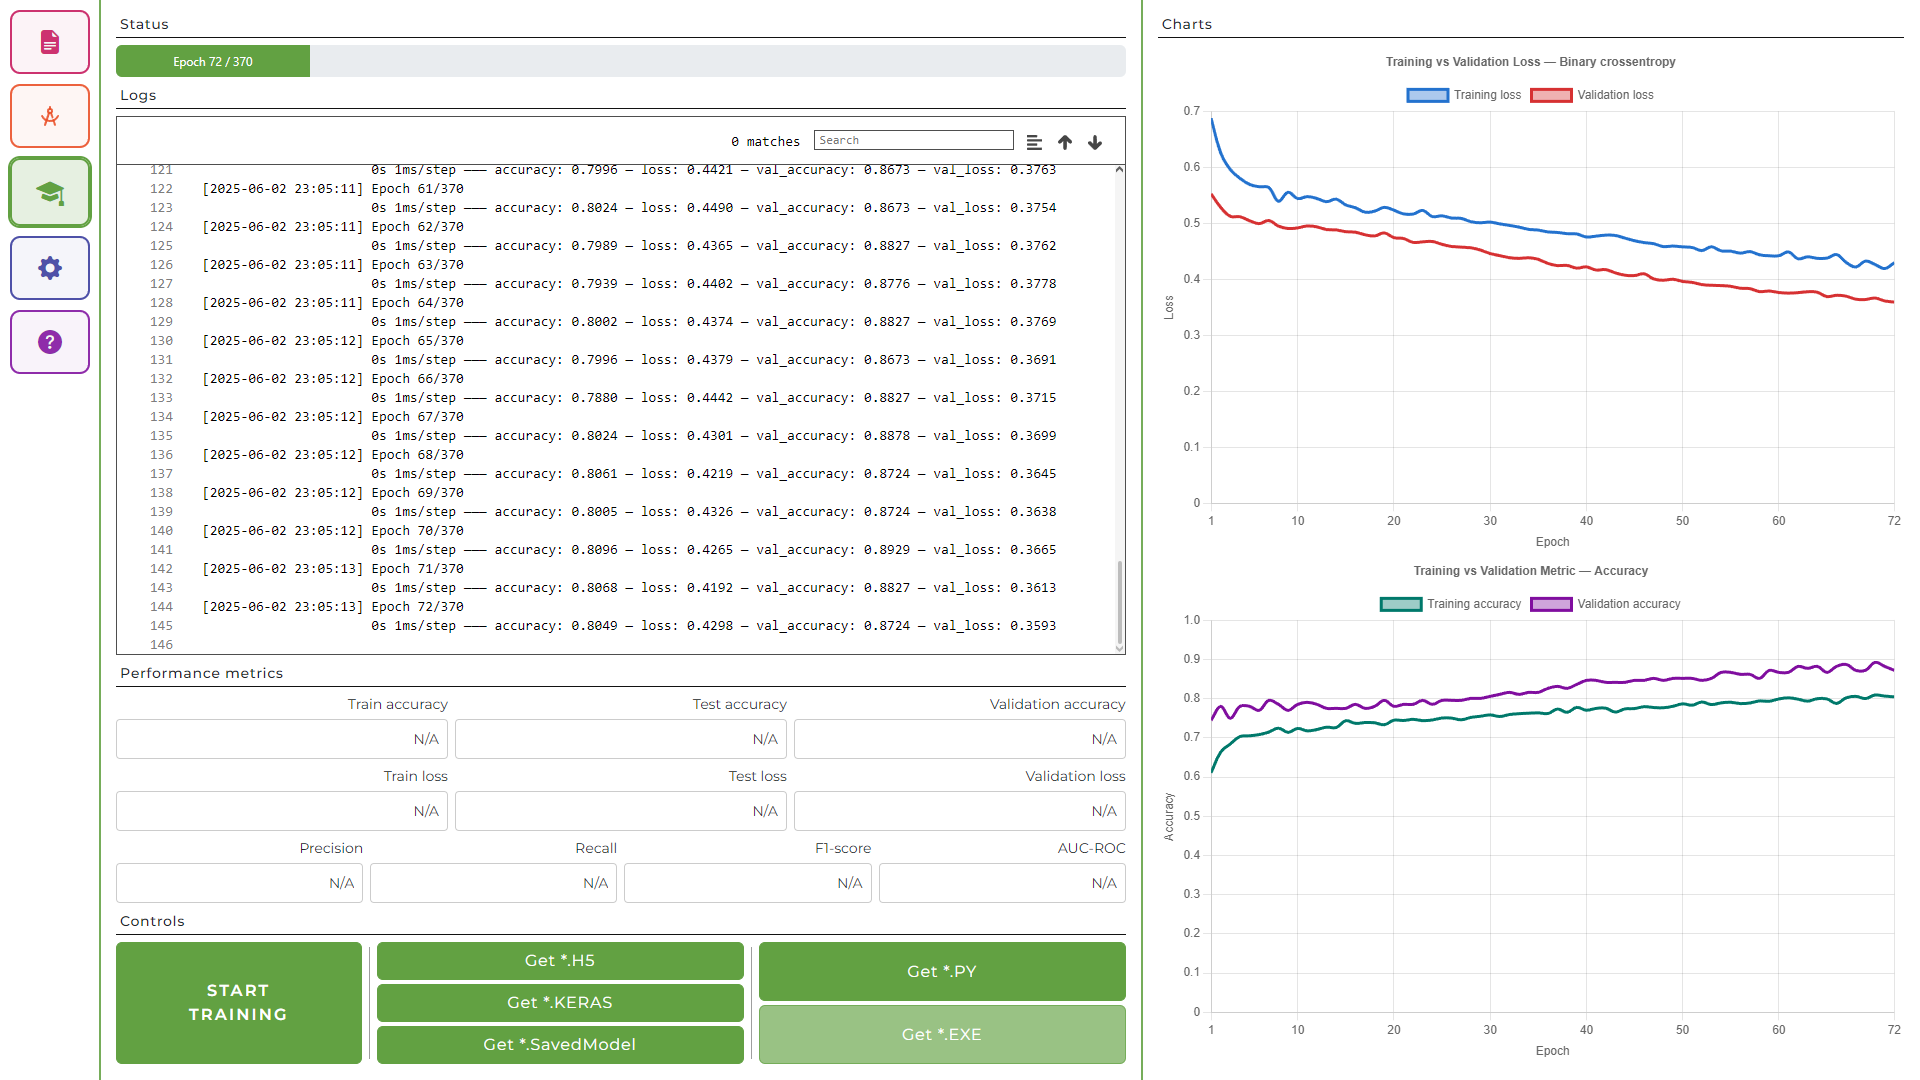 Status
Epoch 72 / 370
Logs
0 matches Search
121 0s 1ms/step ——— accuracy: 0.7996 — loss: 0.4421 — val_accuracy: 0.8673 — val_loss: 0.3763
122 [2025-06-02 23:05:11] Epoch 61/370
123 0s 1ms/step ——— accuracy: 0.8024 — loss: 0.4490 — val_accuracy: 0.8673 — val_loss: 0.3754
124 [2025-06-02 23:05:11] Epoch 62/370
125 0s 1ms/step ——— accuracy: 0.7989 — loss: 0.4365 — val_accuracy: 0.8827 — val_loss: 0.3762
126 [2025-06-02 23:05:11] Epoch 63/370
127 0s 1ms/step ——— accuracy: 0.7939 — loss: 0.4402 — val_accuracy: 0.8776 — val_loss: 0.3778
128 [2025-06-02 23:05:11] Epoch 64/370
129 0s 1ms/step ——— accuracy: 0.8002 — loss: 0.4374 — val_accuracy: 0.8827 — val_loss: 0.3769
130 [2025-06-02 23:05:12] Epoch 65/370
131 0s 1ms/step ——— accuracy: 0.7996 — loss: 0.4379 — val_accuracy: 0.8673 — val_loss: 0.3691
132 [2025-06-02 23:05:12] Epoch 66/370
133 0s 1ms/step ——— accuracy: 0.7880 — loss: 0.4442 — val_accuracy: 0.8827 — val_loss: 0.3715
134 [2025-06-02 23:05:12] Epoch 67/370
135 0s 1ms/step ——— accuracy: 0.8024 — loss: 0.4301 — val_accuracy: 0.8878 — val_loss: 0.3699
136 [2025-06-02 23:05:12] Epoch 68/370
137 0s 1ms/step ——— accuracy: 0.8061 — loss: 0.4219 — val_accuracy: 0.8724 — val_loss: 0.3645
138 [2025-06-02 23:05:12] Epoch 69/370
139 0s 1ms/step ——— accuracy: 0.8005 — loss: 0.4326 — val_accuracy: 0.8724 — val_loss: 0.3638
140 [2025-06-02 23:05:12] Epoch 70/370
141 0s 1ms/step ——— accuracy: 0.8096 — loss: 0.4265 — val_accuracy: 0.8929 — val_loss: 0.3665
142 [2025-06-02 23:05:13] Epoch 71/370
143 0s 1ms/step ——— accuracy: 0.8068 — loss: 0.4192 — val_accuracy: 0.8827 — val_loss: 0.3613
144 [2025-06-02 23:05:13] Epoch 72/370
145 0s 1ms/step ——— accuracy: 0.8049 — loss: 0.4298 — val_accuracy: 0.8724 — val_loss: 0.3593
146
Performance metrics
Train accuracy Test accuracy Validation accuracy
N/A N/A N/A
Train loss Test loss Validation loss
N/A N/A N/A
Precision Recall F1-score AUC-ROC
N/A N/A N/A N/A
Controls
START
TRAINING
Get *.H5
Get *.KERAS
Get *.SavedModel
Get *.PY
Get *.EXE
Charts
Training vs Validation Loss — Binary crossentropy
Training loss Validation loss
0.7
0.6
0.5
0.4
0.3
0.2
0.1
0
Loss
1 10 20 30 40 50 60 72
Epoch
Training vs Validation Metric — Accuracy
Training accuracy Validation accuracy
1.0
0.9
0.8
0.7
0.6
0.5
0.4
0.3
0.2
0.1
0
Accuracy
1 10 20 30 40 50 60 72
Epoch